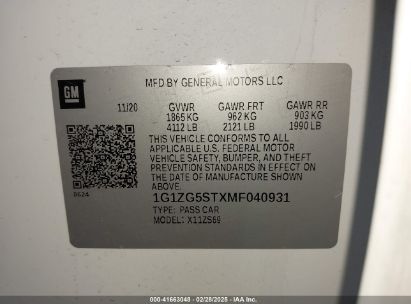 MFD BY GENERAL MOTORS LLC
GM
11/20 GVWR GAWR FRT GAWR RR
1865 KG 962 KG 903 KG
4112 LB 2121 LB 1990 LB
THIS VEHICLE CONFORMS TO ALL
APPLICABLE U.S. FEDERAL MOTOR
VEHICLE SAFETY, BUMPER, AND THEFT
PREVENTION STANDARDS IN EFFECT
ON THE DATE OF MANUFACTURE SHOWN
ABOVE.
0624
1G1ZG5STXMF040931
TYPE: PASS CAR
MODEL: X11ZS69
000 - 41663048 - 02/28/2025 - 0